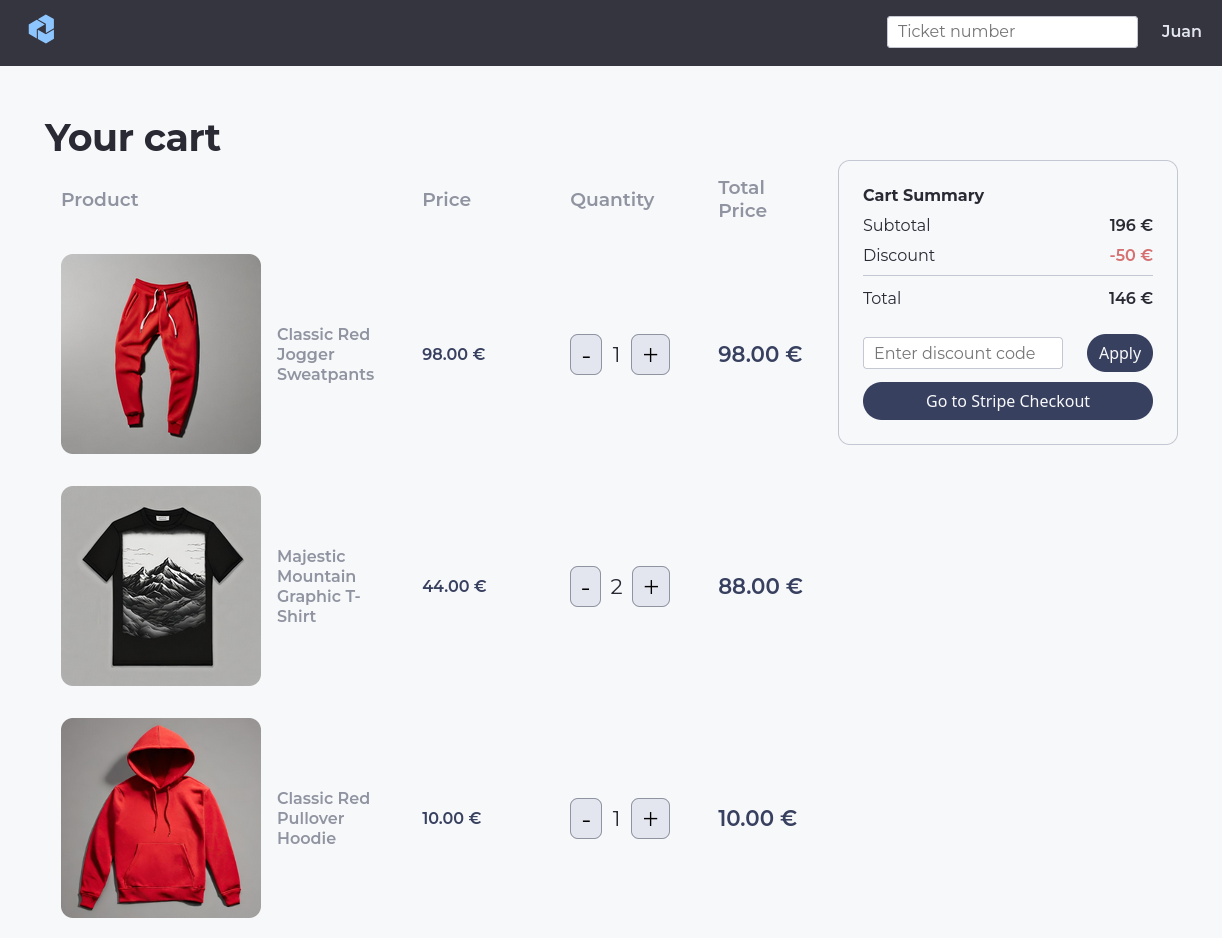 Ticket number
Juan
Your cart
Product
Price
Quantity
Total
Price
Classic Red
Jogger
Sweatpants
98.00 €
- 1 +
98.00 €
Majestic
Mountain
Graphic T-
Shirt
44.00 €
- 2 +
88.00 €
Classic Red
Pullover
Hoodie
10.00 €
- 1 +
10.00 €
Cart Summary
Subtotal 196 €
Discount -50 €
Total 146 €
Enter discount code
Apply
Go to Stripe Checkout